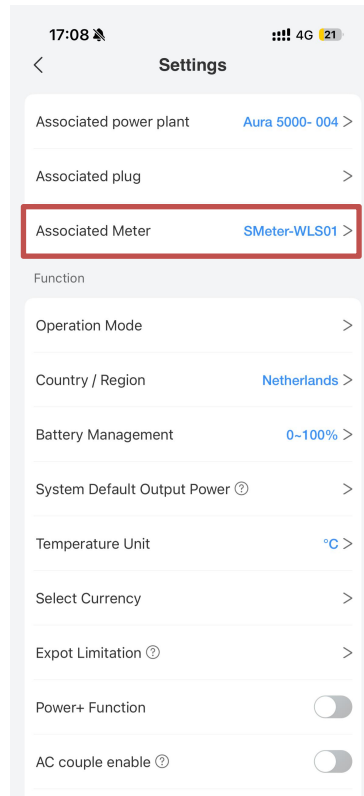 17:08 4G 21
Settings
Associated power plant Aura 5000- 004 >
Associated plug >
Associated Meter SMeter-WLS01 >
Function
Operation Mode >
Country / Region Netherlands >
Battery Management 0~100% >
System Default Output Power ? >
Temperature Unit °C >
Select Currency >
Expot Limitation ? >
Power+ Function
AC couple enable ?